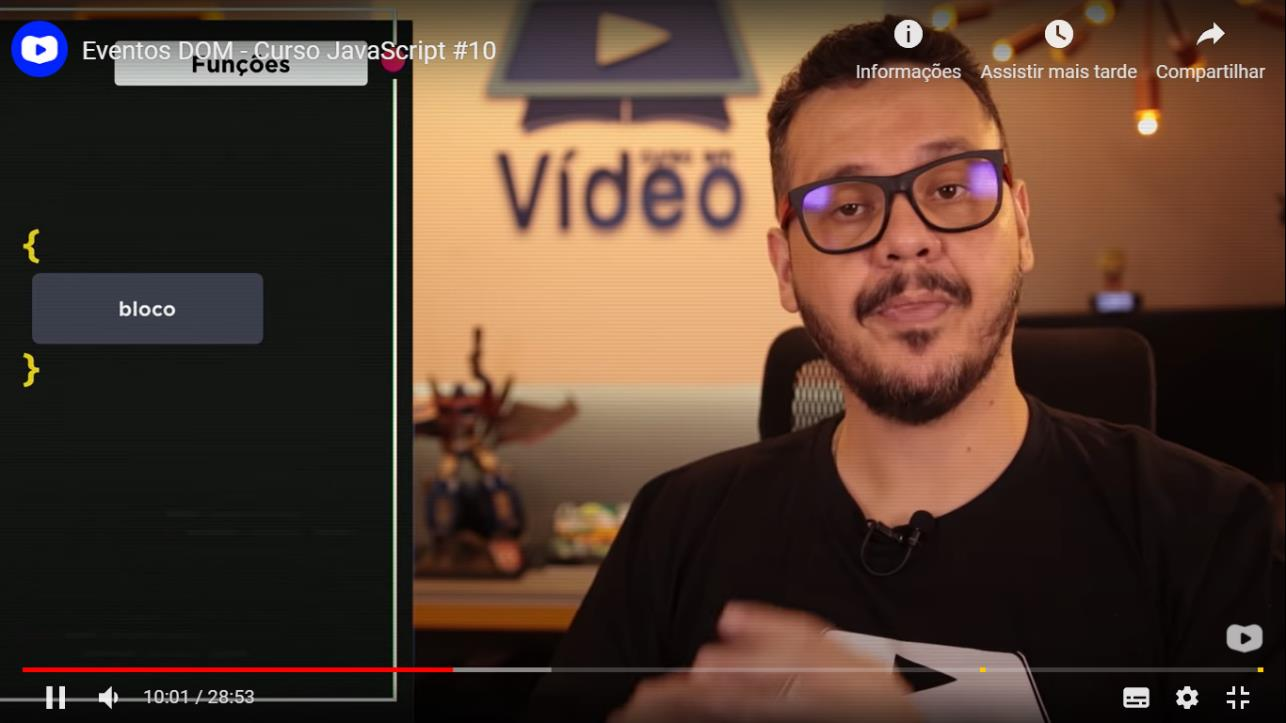 Eventos DOM - Curso JavaScript #10
Informações
Assistir mais tarde
Compartilhar
Funções
Vídeo
{
bloco
}
10:01 / 28:53